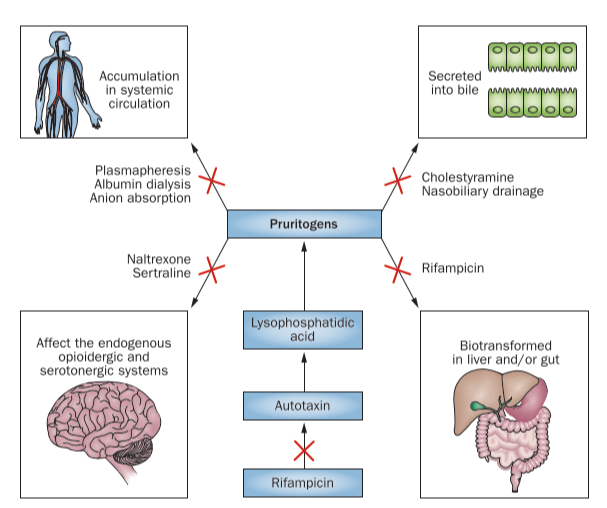 Accumulation
in systemic
circulation
Secreted
into bile
Plasmapheresis
Albumin dialysis
Anion absorption
Cholestyramine
Nasobiliary drainage
Pruritogens
Naltrexone
Sertraline
Rifampicin
Affect the endogenous
opioidergic and
serotonergic systems
Lysophosphatidic
acid
Biotransformed
in liver and/or gut
Autotaxin
Rifampicin